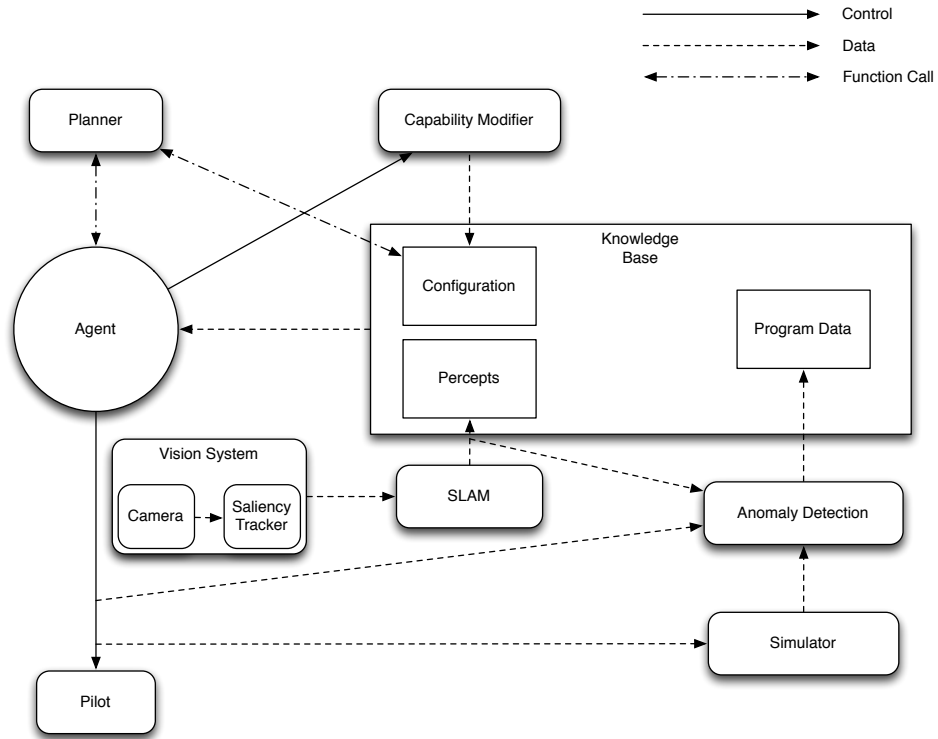 Control
Data
Function Call
Planner
Capability Modifier
Knowledge
Base
Configuration
Agent
Program Data
Percepts
Vision System
Camera
Saliency
Tracker
SLAM
Anomaly Detection
Simulator
Pilot